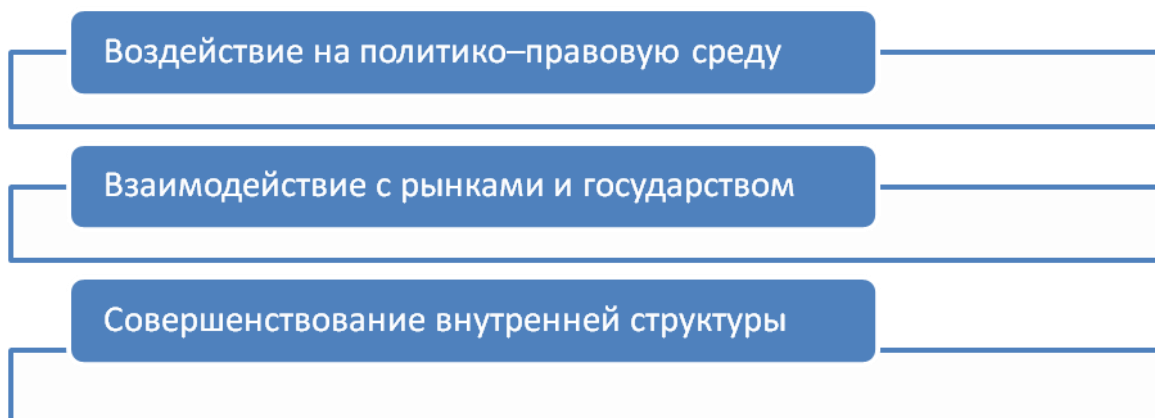 Воздействие на политико–правовую среду
Взаимодействие с рынками и государством
Совершенствование внутренней структуры